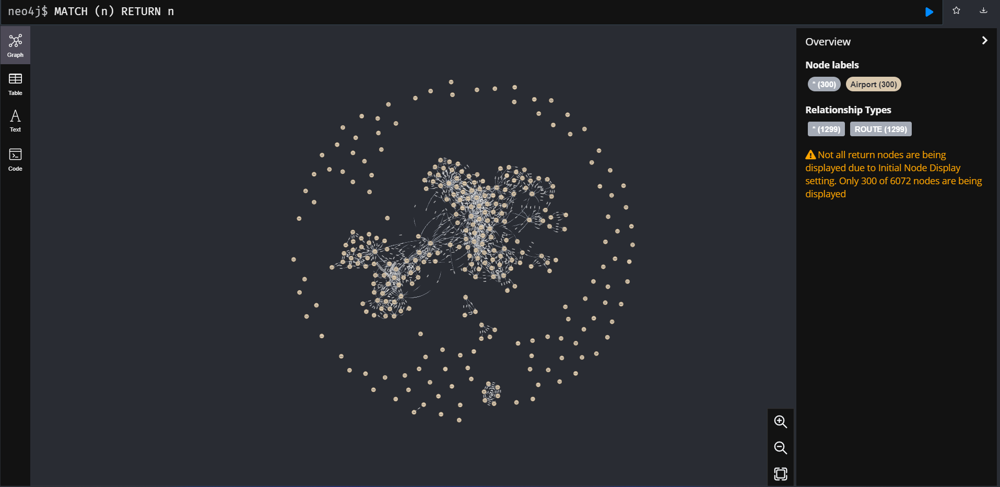 neo4j$ MATCH (n) RETURN n
Graph
Table
Text
Code
Overview
Node labels
* (300) Airport (300)
Relationship Types
* (1299) ROUTE (1299)
Not all return nodes are being
displayed due to Initial Node Display
setting. Only 300 of 6072 nodes are being
displayed